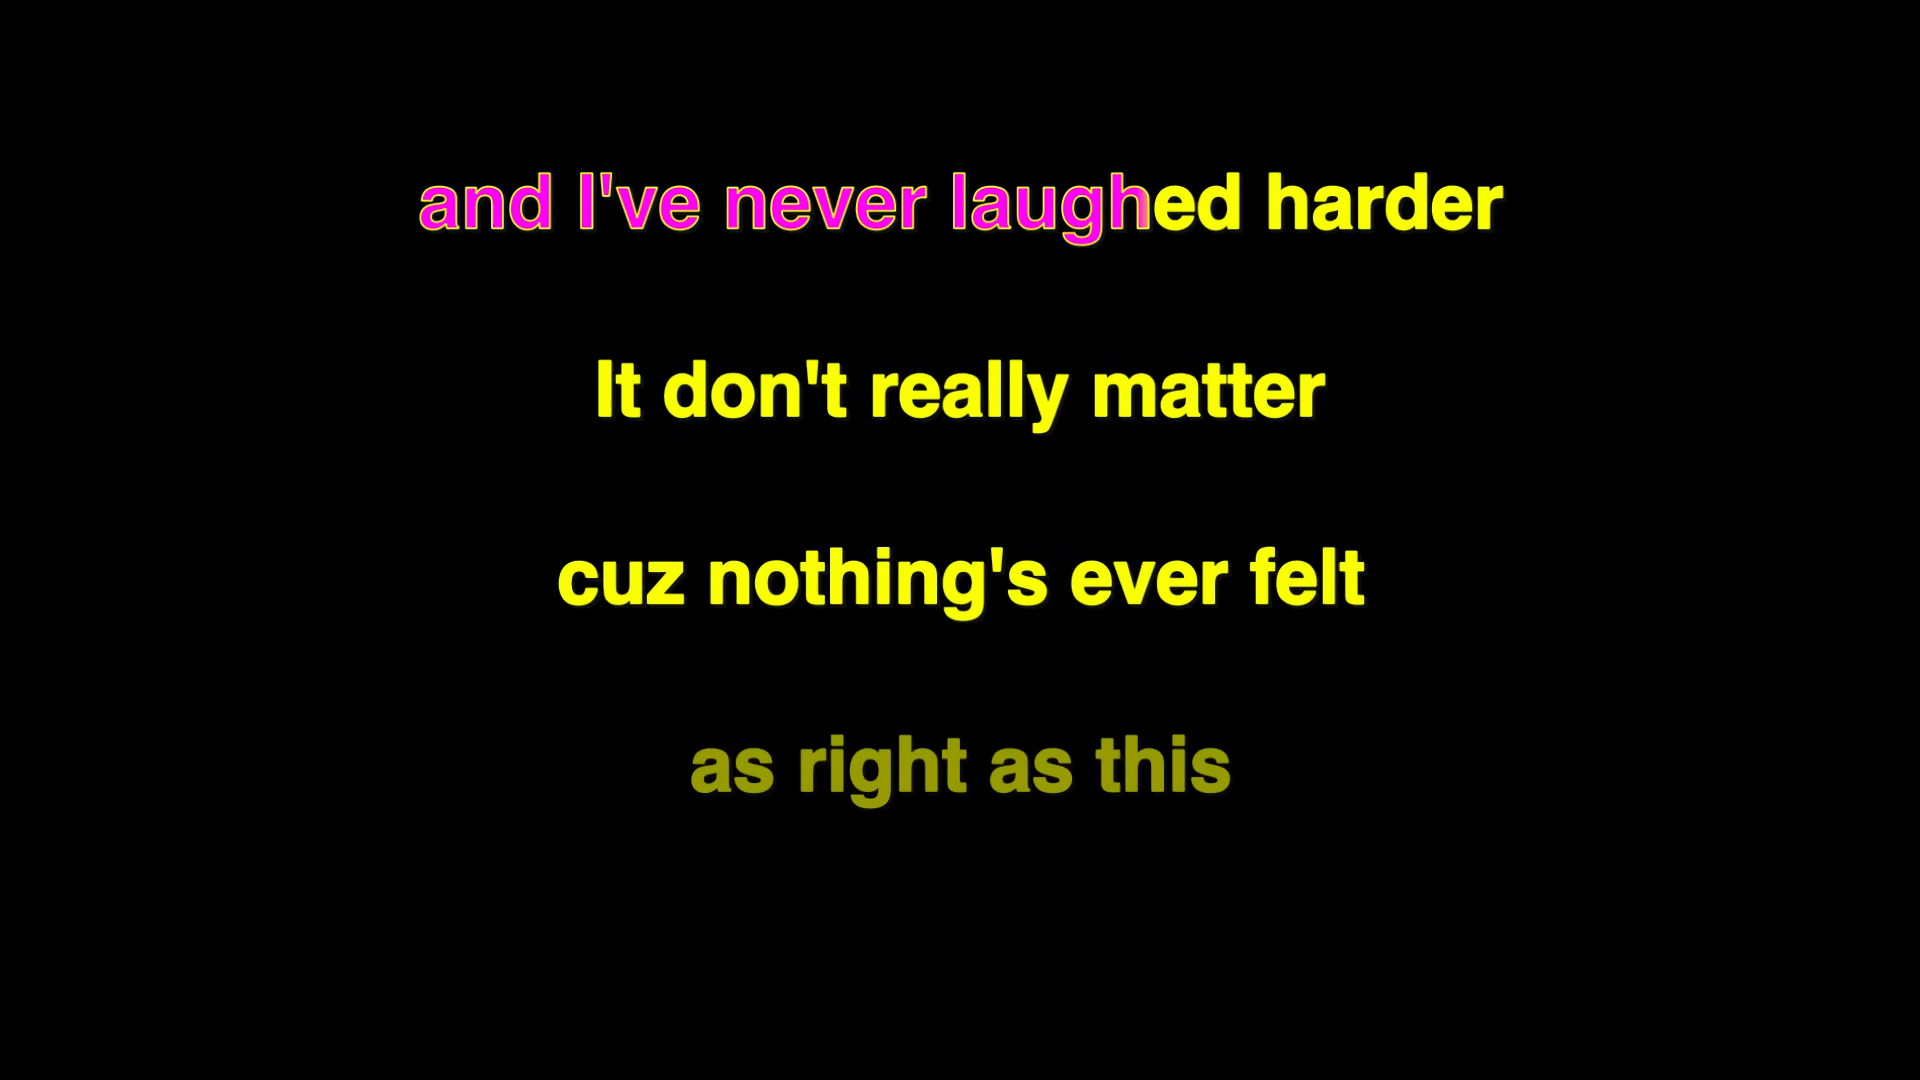 and I've never laughed harder
It don't really matter
cuz nothing's ever felt
as right as this